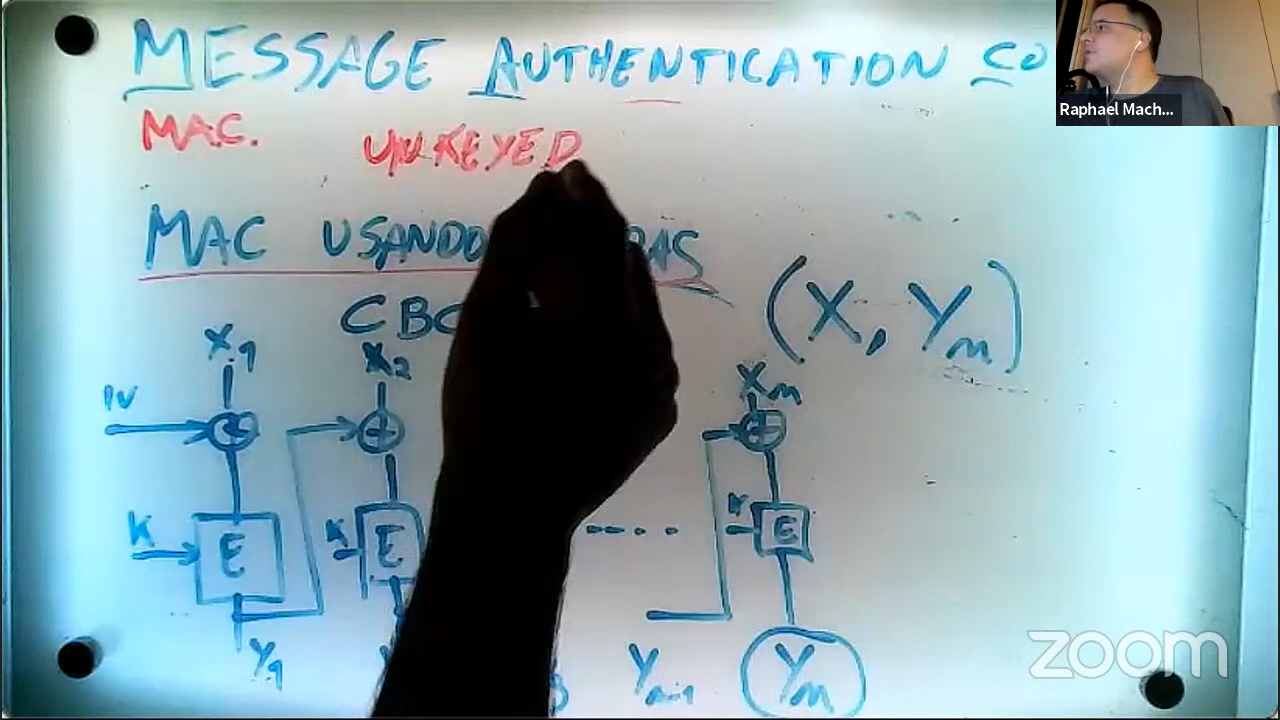 MESSAGE AUTHENTICATION CO
Raphael Mach...
MAC. UNKEYED
MAC USANDO RAS
CBC
(X, Ym)
X1 X2 Xm
IV
K E K E K E
Y1 Ym-1 Ym
zoom